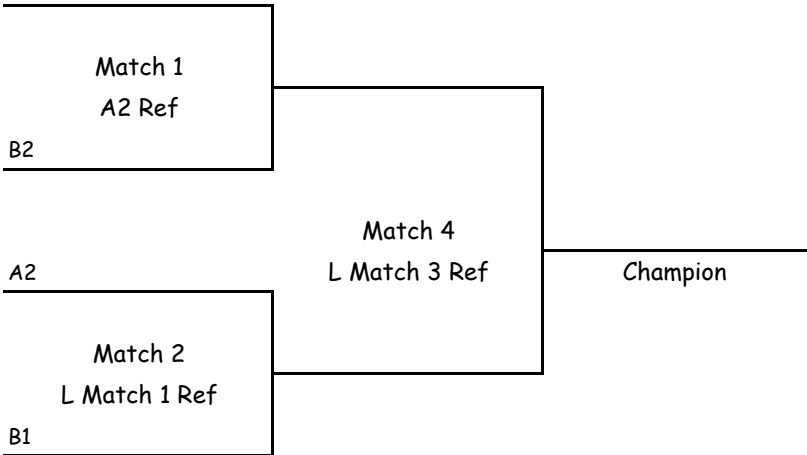 Match 1
A2 Ref
B2
Match 4
L Match 3 Ref
A2
Champion
Match 2
L Match 1 Ref
B1